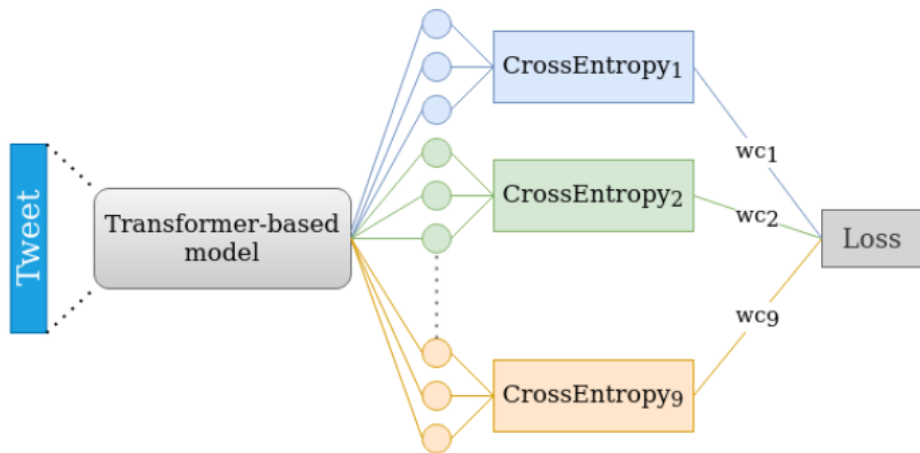 Tweet
Transformer-based
model
CrossEntropy₁
CrossEntropy₂
CrossEntropy₉
wc₁
wc₂
wc₉
Loss